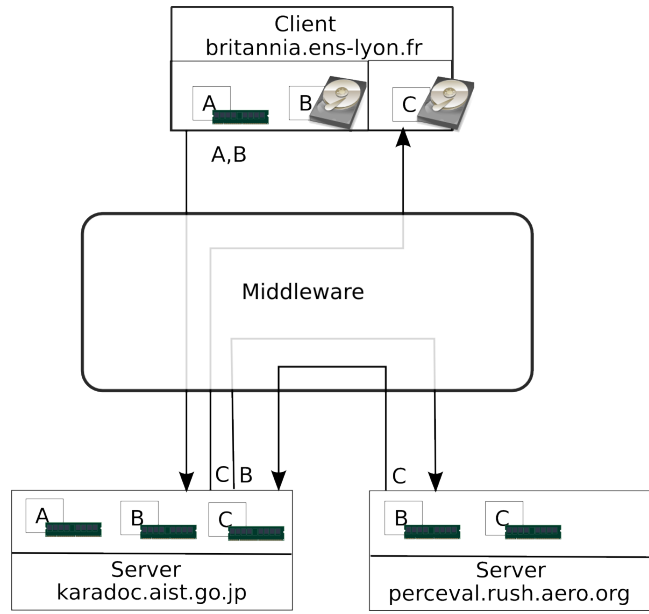 Client
britannia.ens-lyon.fr
A
B
C
A,B
Middleware
C B
C
A
B
C
B
C
Server
karadoc.aist.go.jp
Server
perceval.rush.aero.org